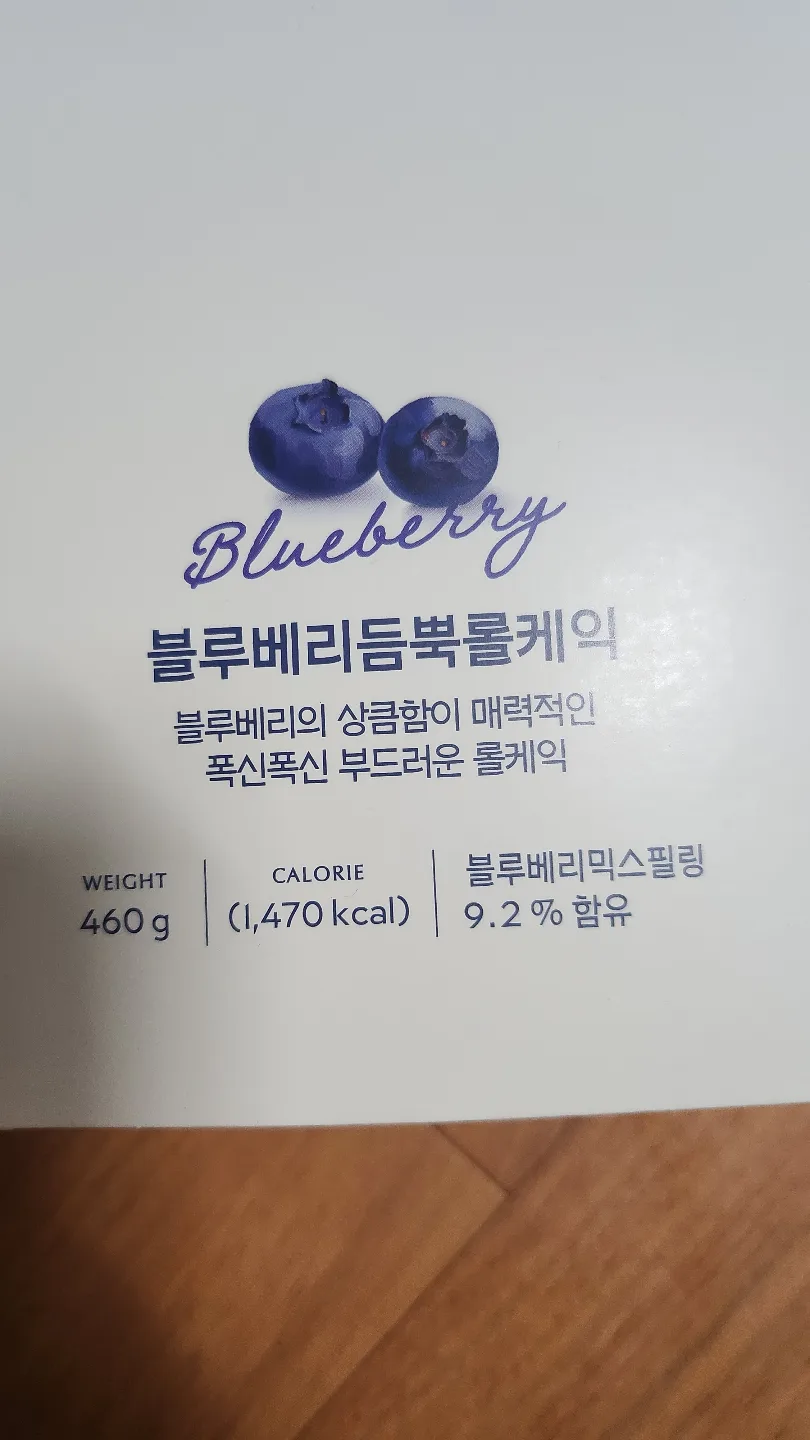 Blueberry
블루베리듬뿍롤케익
블루베리의 상큼함이 매력적인
폭신폭신 부드러운 롤케익
WEIGHT
460 g
CALORIE
(1,470 kcal)
블루베리믹스필링
9.2 % 함유